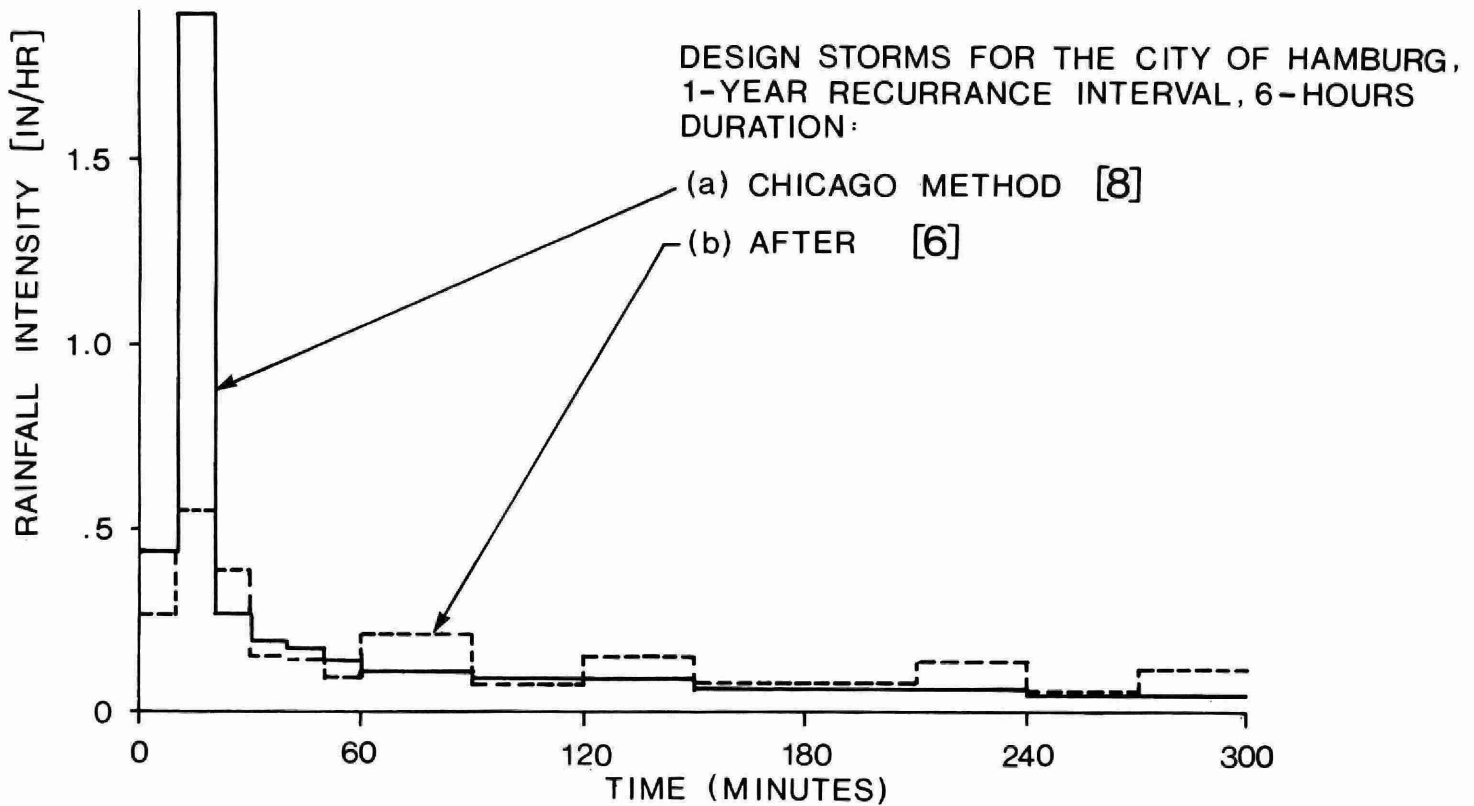 RAINFALL INTENSITY [IN/HR]
1.5
1.0
.5
0
DESIGN STORMS FOR THE CITY OF HAMBURG,
1-YEAR RECURRANCE INTERVAL, 6-HOURS
DURATION:
(a) CHICAGO METHOD [8]
(b) AFTER [6]
0
60
120
180
240
300
TIME (MINUTES)